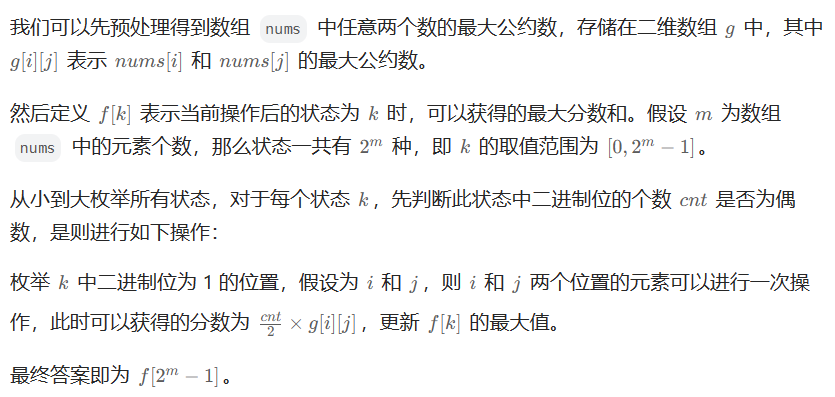 我们可以先预处理得到数组 nums 中任意两个数的最大公约数，存储在二维数组 g 中，其中
g[i][j] 表示 nums[i] 和 nums[j] 的最大公约数。
然后定义 f[k] 表示当前操作后的状态为 k 时，可以获得的最大分数和。假设 m 为数组
nums 中的元素个数，那么状态一共有 2^m 种，即 k 的取值范围为 [0, 2^m − 1]。
从小到大枚举所有状态，对于每个状态 k，先判断此状态中二进制位的个数 cnt 是否为偶
数，是则进行如下操作：
枚举 k 中二进制位为 1 的位置，假设为 i 和 j，则 i 和 j 两个位置的元素可以进行一次操
作，此时可以获得的分数为 cnt/2 × g[i][j]，更新 f[k] 的最大值。
最终答案即为 f[2^m − 1]。